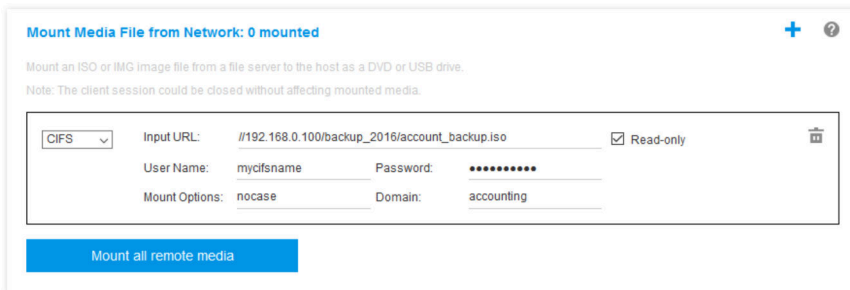 Mount Media File from Network: 0 mounted
Mount an ISO or IMG image file from a file server to the host as a DVD or USB drive.
Note: The client session could be closed without affecting mounted media.
CIFS Input URL: //192.168.0.100/backup_2016/account_backup.iso Read-only
User Name: mycifsname Password: ●●●●●●●●●●
Mount Options: nocase Domain: accounting
Mount all remote media